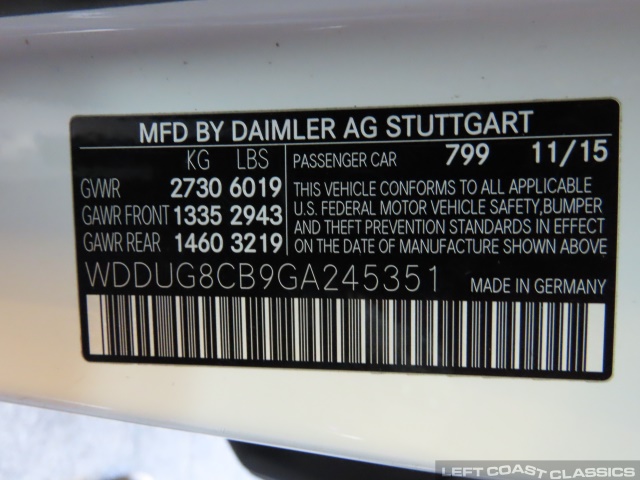 MFD BY DAIMLER AG STUTTGART
KG LBS
GVWR 2730 6019
GAWR FRONT 1335 2943
GAWR REAR 1460 3219
PASSENGER CAR 799 11/15
THIS VEHICLE CONFORMS TO ALL APPLICABLE
U.S. FEDERAL MOTOR VEHICLE SAFETY,BUMPER
AND THEFT PREVENTION STANDARDS IN EFFECT
ON THE DATE OF MANUFACTURE SHOWN ABOVE
WDDUG8CB9GA245351 MADE IN GERMANY
LEFT COAST CLASSICS